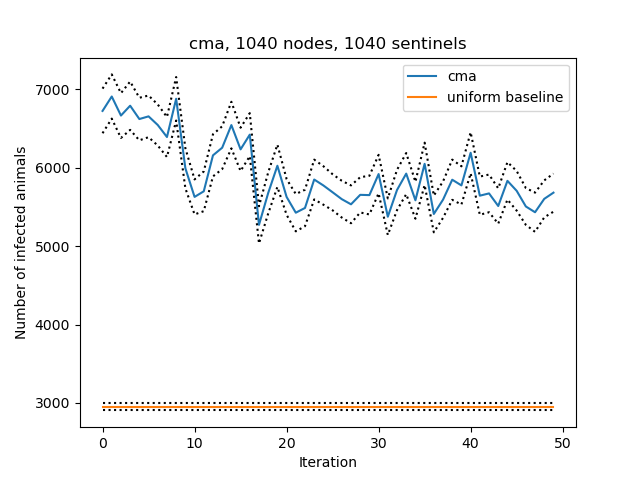 cma, 1040 nodes, 1040 sentinels
cma
uniform baseline
Number of infected animals
7000
6000
5000
4000
3000
0 10 20 30 40 50
Iteration